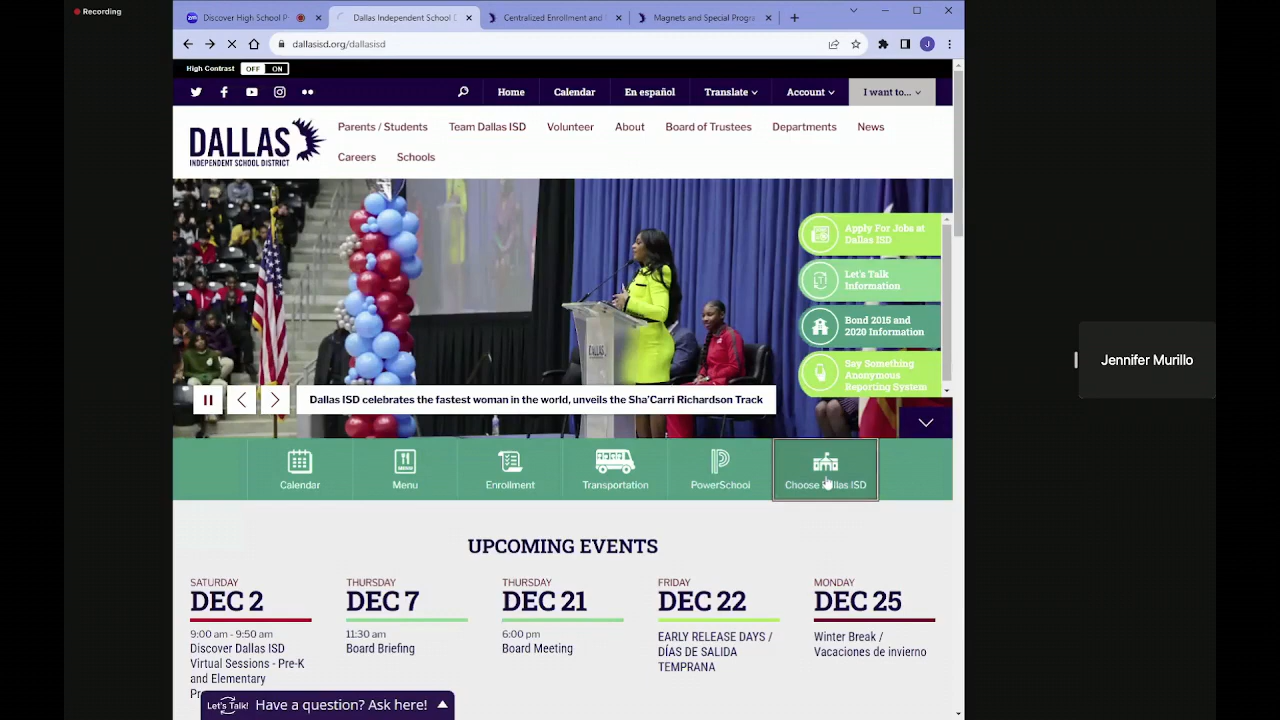 Recording
Discover High School P
Dallas Independent School D
Centralized Enrollment and
Magnets and Special Progra
dallasisd.org/dallasisd
J
High Contrast OFF ON
Home
Calendar
En español
Translate
Account
I want to...
DALLAS
INDEPENDENT SCHOOL DISTRICT
Parents / Students
Team Dallas ISD
Volunteer
About
Board of Trustees
Departments
News
Careers
Schools
Apply For Jobs at
Dallas ISD
Let's Talk
Information
Bond 2015 and
2020 Information
Say Something
Anonymous
Reporting System
Jennifer Murillo
Dallas ISD celebrates the fastest woman in the world, unveils the Sha'Carri Richardson Track
Calendar
Menu
Enrollment
Transportation
PowerSchool
Choose Dallas ISD
UPCOMING EVENTS
SATURDAY
DEC 2
9:00 am - 9:50 am
Discover Dallas ISD
Virtual Sessions - Pre-K
and Elementary
THURSDAY
DEC 7
11:30 am
Board Briefing
THURSDAY
DEC 21
6:00 pm
Board Meeting
FRIDAY
DEC 22
EARLY RELEASE DAYS /
DÍAS DE SALIDA
TEMPRANA
MONDAY
DEC 25
Winter Break /
Vacaciones de invierno
Let's Talk! Have a question? Ask here!